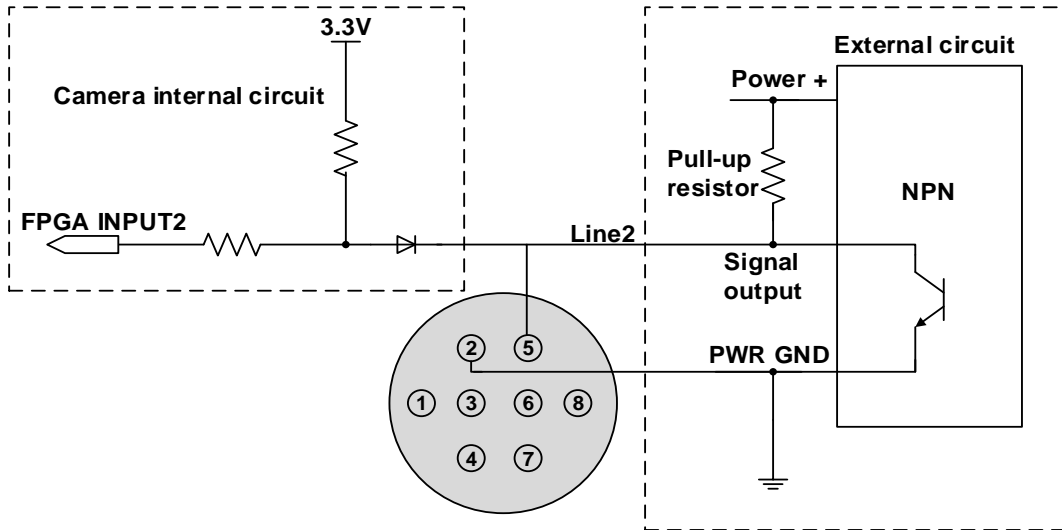 3.3V
Camera internal circuit
FPGA INPUT2
Line2
External circuit
Power +
Pull-up
resistor
NPN
Signal
output
PWR GND
2 5
1 3 6 8
4 7